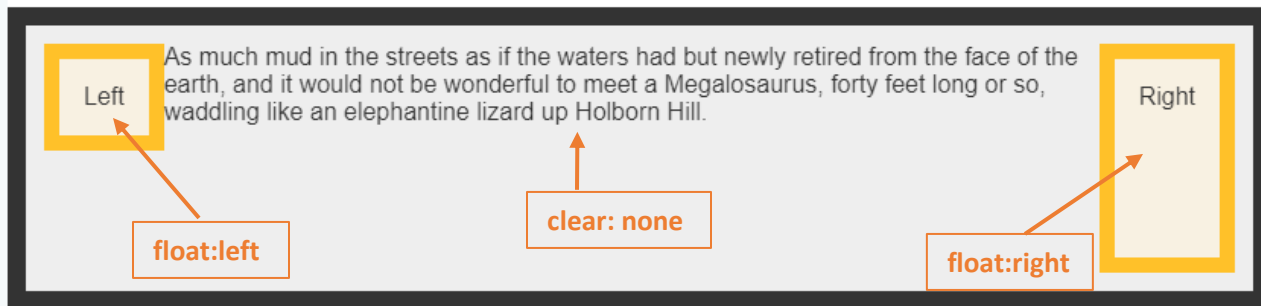 Left
As much mud in the streets as if the waters had but newly retired from the face of the
earth, and it would not be wonderful to meet a Megalosaurus, forty feet long or so,
waddling like an elephantine lizard up Holborn Hill.
Right
float:left
clear: none
float:right